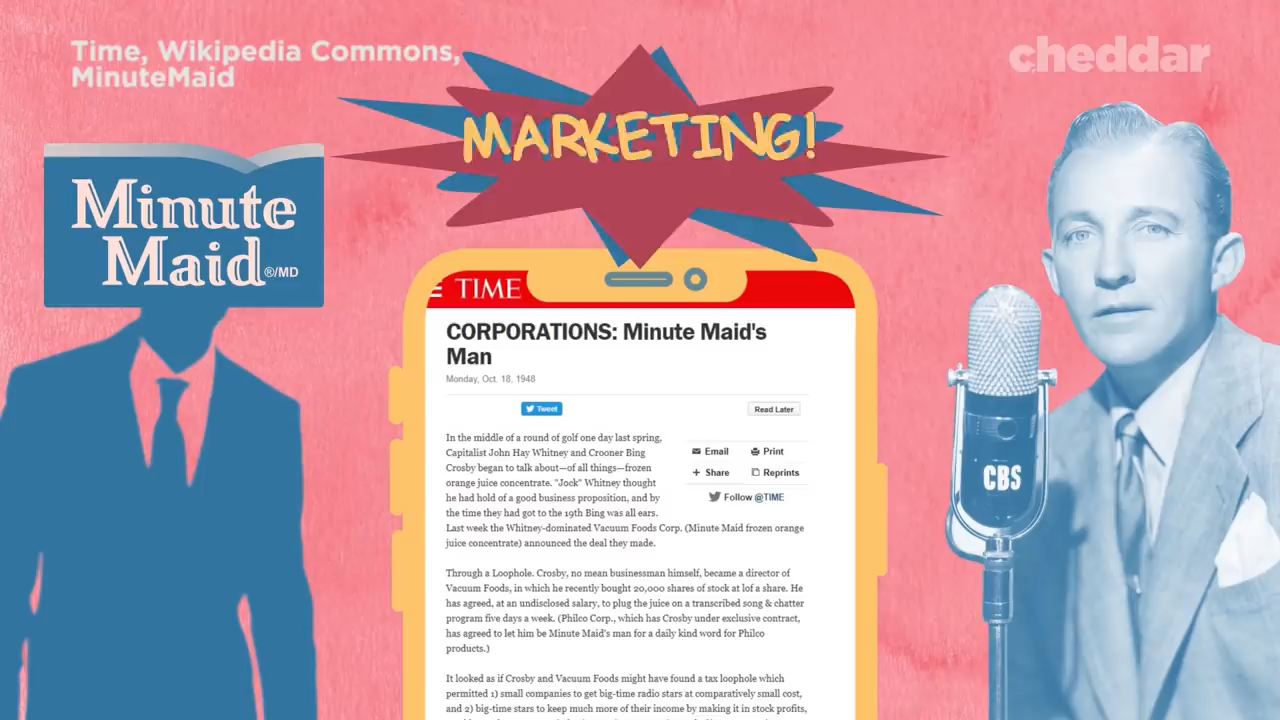 Time, Wikipedia Commons,
MinuteMaid
cheddar
MARKETING!
Minute
Maid®/MD
TIME
CORPORATIONS: Minute Maid's
Man
Monday, Oct. 18, 1948
Tweet
Read Later
In the middle of a round of golf one day last spring,
Capitalist John Hay Whitney and Crooner Bing
Crosby began to talk about—of all things—frozen
orange juice concentrate. "Jock" Whitney thought
he had hold of a good business proposition, and by
the time they had got to the 19th Bing was all ears.
Last week the Whitney-dominated Vacuum Foods Corp. (Minute Maid frozen orange
juice concentrate) announced the deal they made.
Email
Print
Share
Reprints
Follow @TIME
Through a Loophole. Crosby, no mean businessman himself, became a director of
Vacuum Foods, in which he recently bought 20,000 shares of stock at lof a share. He
has agreed, at an undisclosed salary, to plug the juice on a transcribed song & chatter
program five days a week. (Philco Corp., which has Crosby under exclusive contract,
has agreed to let him be Minute Maid's man for a daily kind word for Philco
products.)
It looked as if Crosby and Vacuum Foods might have found a tax loophole which
permitted 1) small companies to get big-time radio stars at comparatively small cost,
and 2) big-time stars to keep much more of their income by making it in stock profits,
CBS